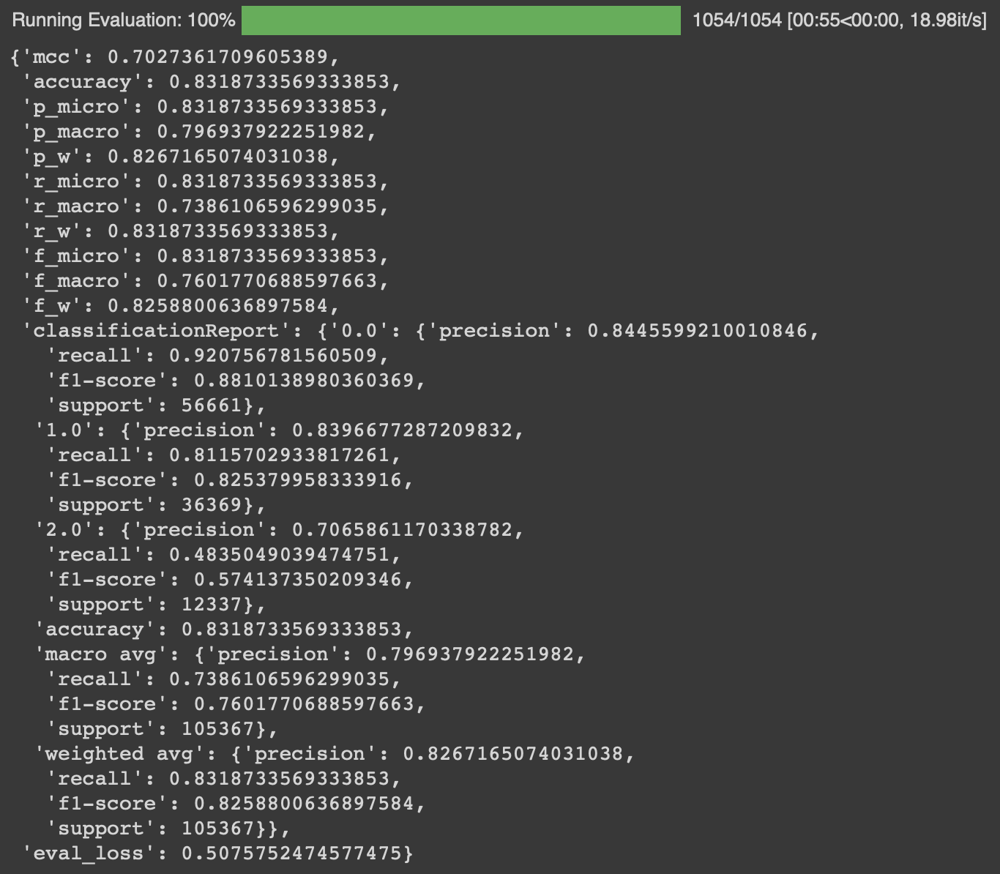 Running Evaluation: 100% 1054/1054 [00:55<00:00, 18.98it/s]
{'mcc': 0.7027361709605389,
 'accuracy': 0.8318733569333853,
 'p_micro': 0.8318733569333853,
 'p_macro': 0.796937922251982,
 'p_w': 0.8267165074031038,
 'r_micro': 0.8318733569333853,
 'r_macro': 0.7386106596299035,
 'r_w': 0.8318733569333853,
 'f_micro': 0.8318733569333853,
 'f_macro': 0.7601770688597663,
 'f_w': 0.8258800636897584,
 'classificationReport': {'0.0': {'precision': 0.8445599210010846,
   'recall': 0.920756781560509,
   'f1-score': 0.8810138980360369,
   'support': 56661},
  '1.0': {'precision': 0.8396677287209832,
   'recall': 0.8115702933817261,
   'f1-score': 0.825379958333916,
   'support': 36369},
  '2.0': {'precision': 0.7065861170338782,
   'recall': 0.4835049039474751,
   'f1-score': 0.574137350209346,
   'support': 12337},
  'accuracy': 0.8318733569333853,
  'macro avg': {'precision': 0.796937922251982,
   'recall': 0.7386106596299035,
   'f1-score': 0.7601770688597663,
   'support': 105367},
  'weighted avg': {'precision': 0.8267165074031038,
   'recall': 0.8318733569333853,
   'f1-score': 0.8258800636897584,
   'support': 105367}},
 'eval_loss': 0.5075752474577475}